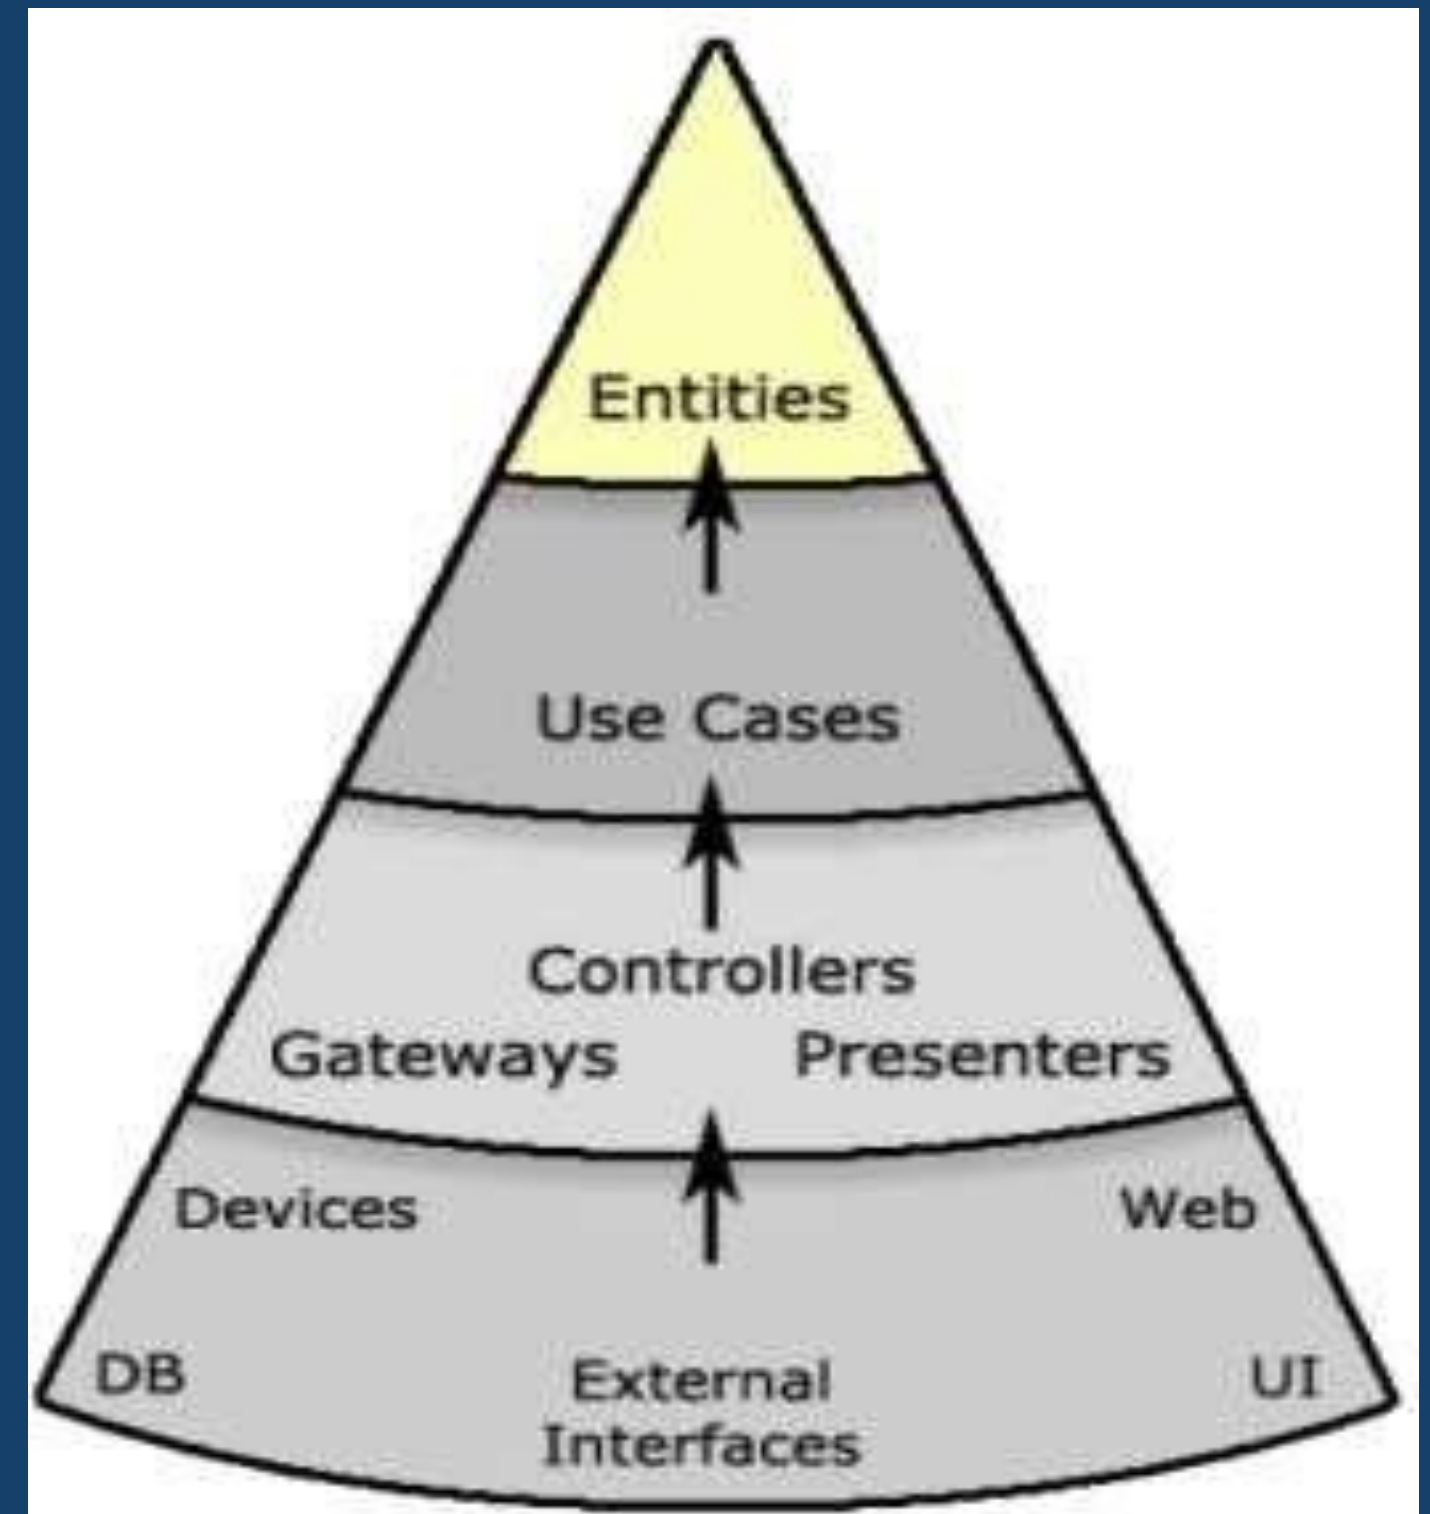 Entities
Use Cases
Controllers
Gateways Presenters
Devices Web
DB External Interfaces UI